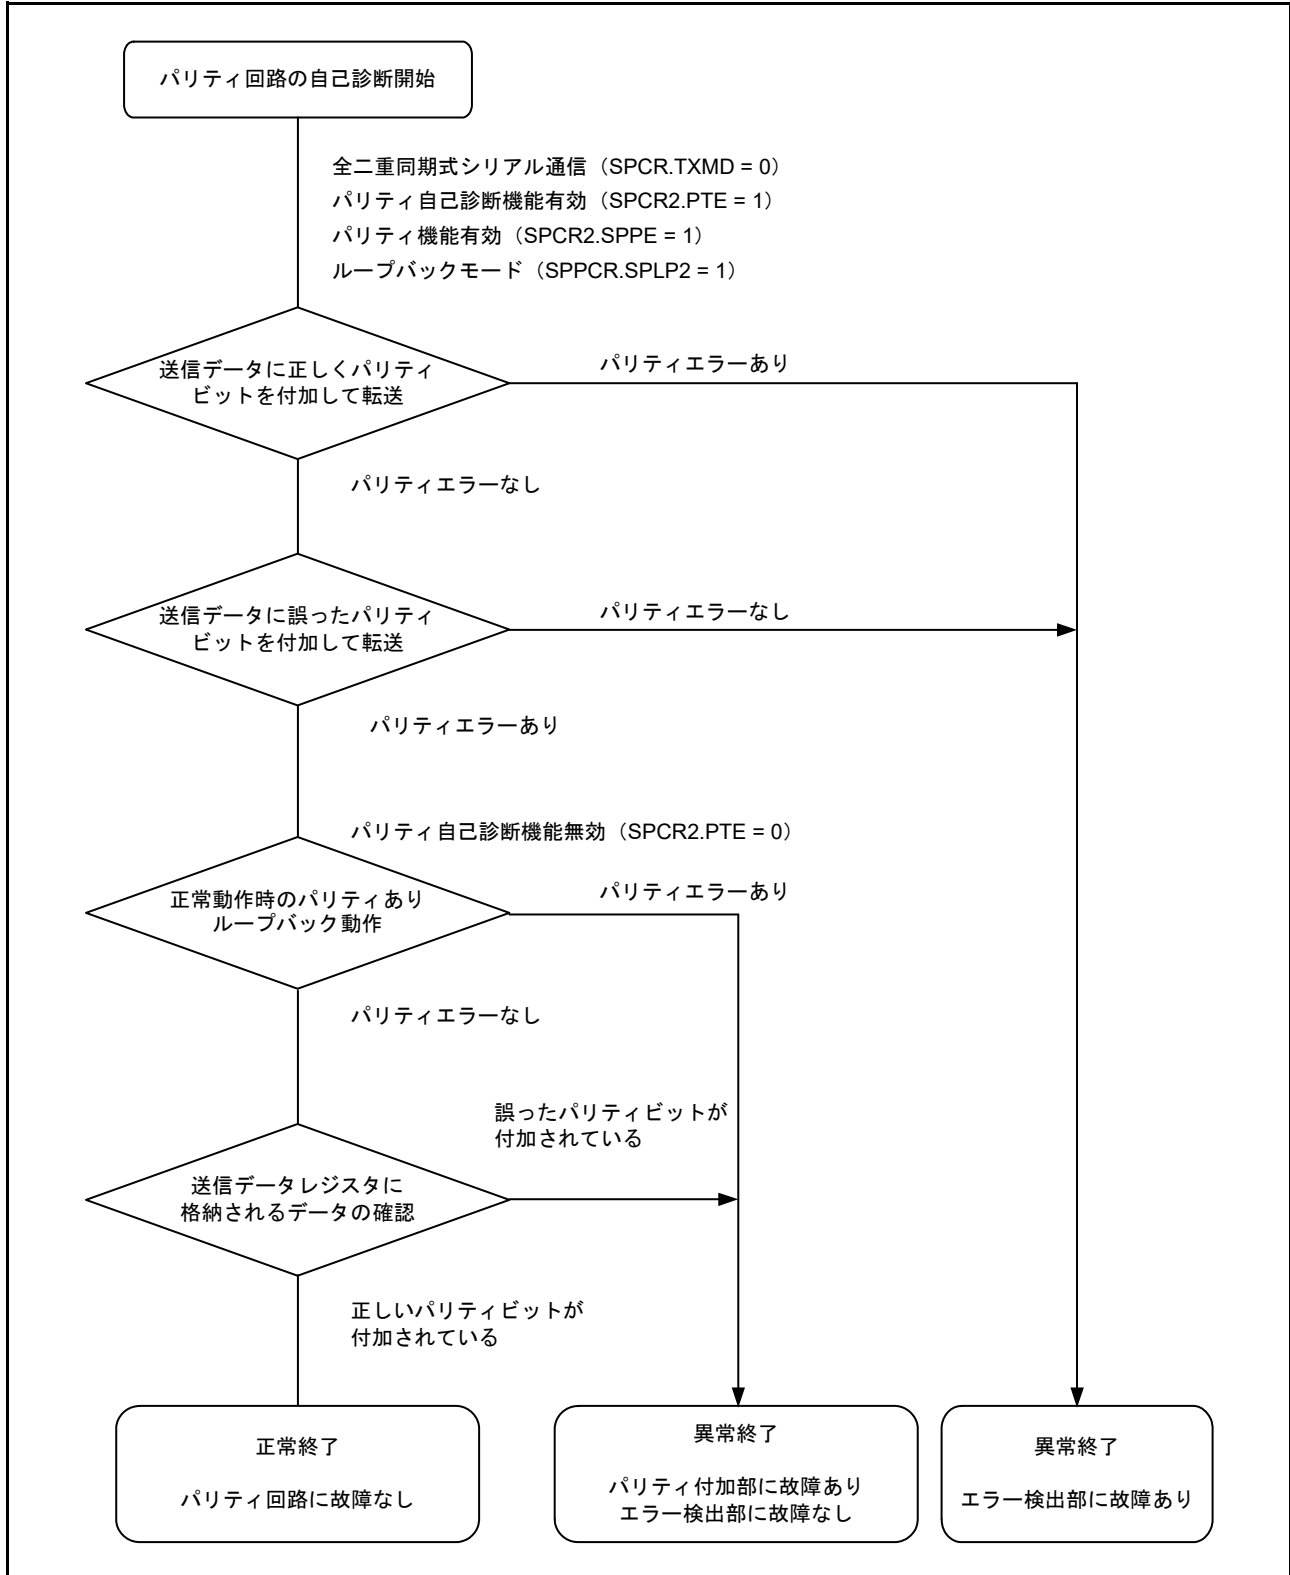 パリティ回路の自己診断開始
全二重同期式シリアル通信（SPCR.TXMD = 0）
パリティ自己診断機能有効（SPCR2.PTE = 1）
パリティ機能有効（SPCR2.SPPE = 1）
ループバックモード（SPPCR.SPLP2 = 1）
送信データに正しくパリティ
ビットを付加して転送
パリティエラーあり
パリティエラーなし
送信データに誤ったパリティ
ビットを付加して転送
パリティエラーなし
パリティエラーあり
パリティ自己診断機能無効（SPCR2.PTE = 0）
正常動作時のパリティあり
ループバック動作
パリティエラーあり
パリティエラーなし
誤ったパリティビットが
付加されている
送信データレジスタに
格納されるデータの確認
正しいパリティビットが
付加されている
正常終了
パリティ回路に故障なし
異常終了
パリティ付加部に故障あり
エラー検出部に故障なし
異常終了
エラー検出部に故障あり